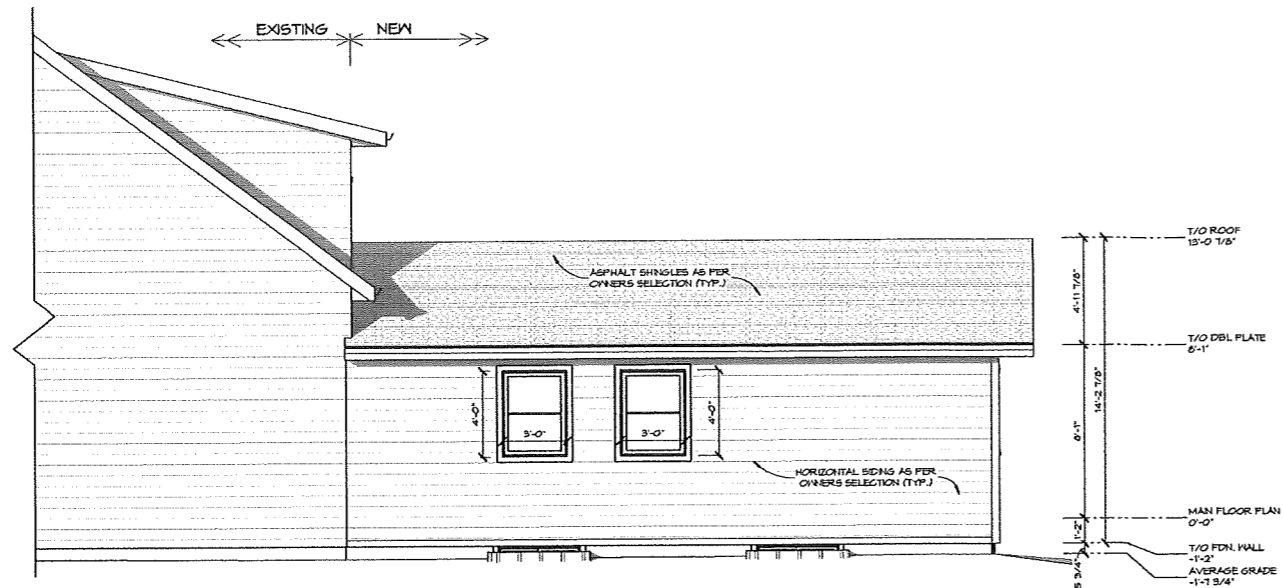 EXISTING
NEW
T/O ROOF
13'-0 7/8"
ASPHALT SHINGLES AS PER
OWNERS SELECTION (TYP.)
4'-11 7/8"
T/O DBL PLATE
8'-1"
14'-2 7/8"
4'-0"
3'-0"
3'-0"
4'-0"
8'-1"
HORIZONTAL SIDING AS PER
OWNERS SELECTION (TYP.)
MAN FLOOR PLAN
0'-0"
1'-2"
T/O FDN. WALL
-1'-2"
5 3/4"
AVERAGE GRADE
-1'-7 3/4"